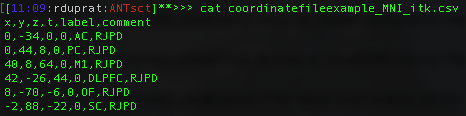 [[11:09:rduprat:ANTsct]**>>> cat coordinatefileexample_MNI_itk.csv
x,y,z,t,label,comment
0,-34,0,0,AC,RJPD
0,44,8,0,PC,RJPD
40,8,64,0,M1,RJPD
42,-26,44,0,DLPFC,RJPD
8,-70,-6,0,OF,RJPD
-2,88,-22,0,SC,RJPD